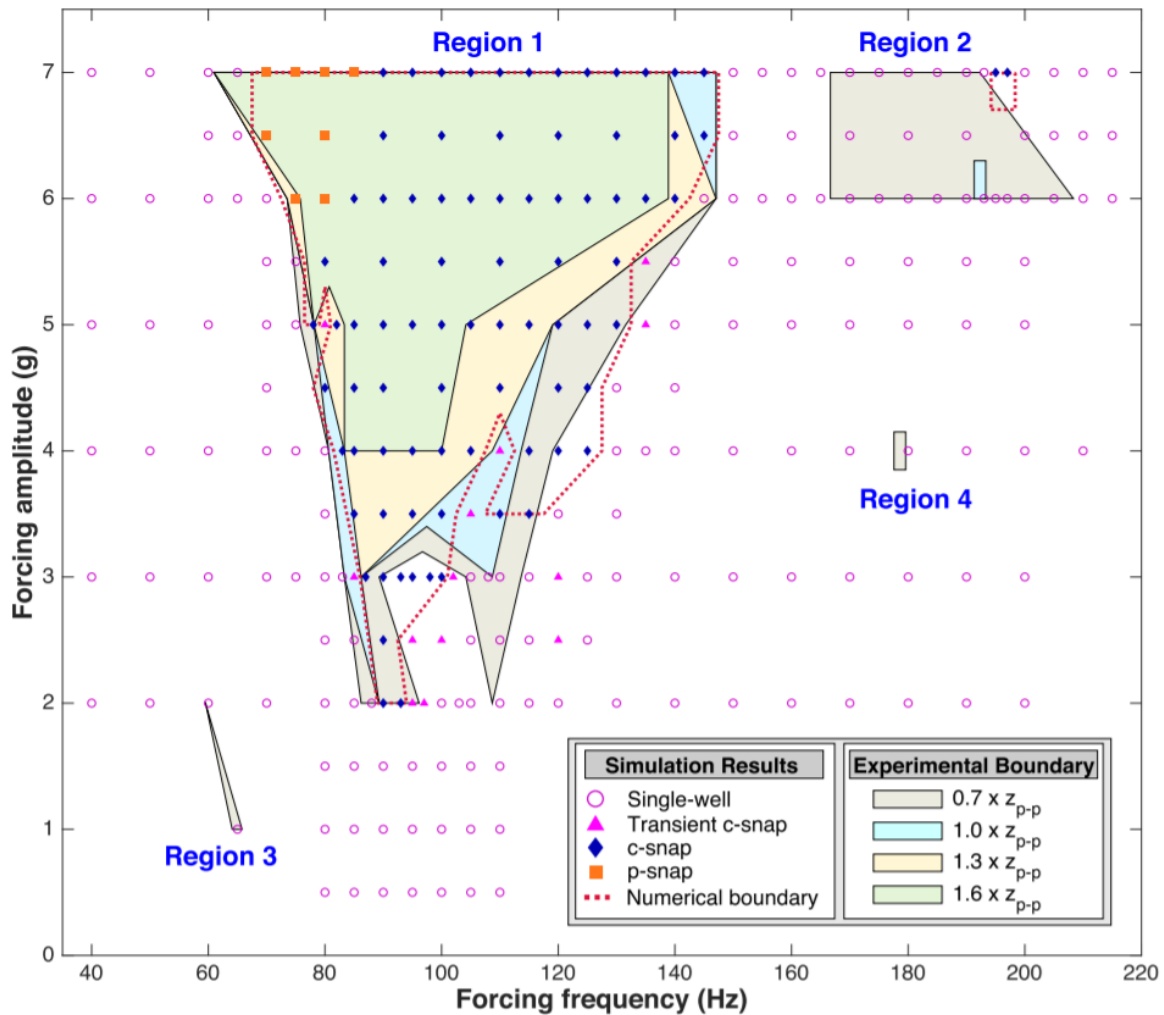 Region 1
Region 2
7
6
5
4
3
2
1
0
Forcing amplitude (g)
Region 4
Region 3
Simulation Results
Single-well
Transient c-snap
c-snap
p-snap
Numerical boundary
Experimental Boundary
0.7 x z_p-p
1.0 x z_p-p
1.3 x z_p-p
1.6 x z_p-p
40 60 80 100 120 140 160 180 200 220
Forcing frequency (Hz)